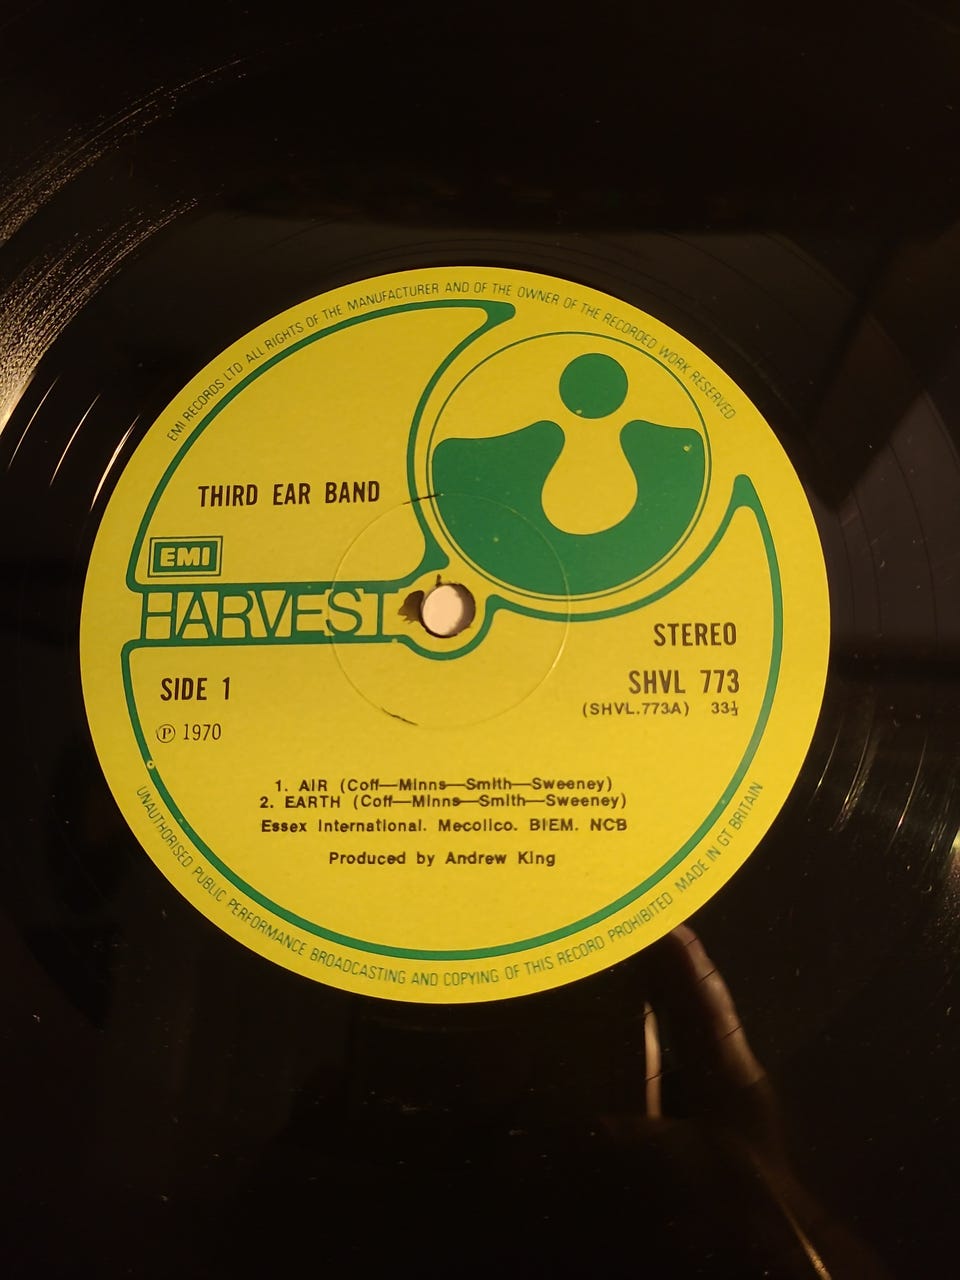 EMI RECORDS LTD ALL RIGHTS OF THE MANUFACTURER AND OF THE OWNER OF THE RECORDED WORK RESERVED
THIRD EAR BAND
EMI
HARVEST
STEREO
SIDE 1
SHVL 773
(SHVL.773A) 33⅓
Ⓟ 1970
1. AIR (Coff—Minns—Smith—Sweeney)
2. EARTH (Coff—Minns—Smith—Sweeney)
Essex International. Mecolico. BIEM. NCB
Produced by Andrew King
UNAUTHORISED PUBLIC PERFORMANCE BROADCASTING AND COPYING OF THIS RECORD PROHIBITED MADE IN GT BRITAIN